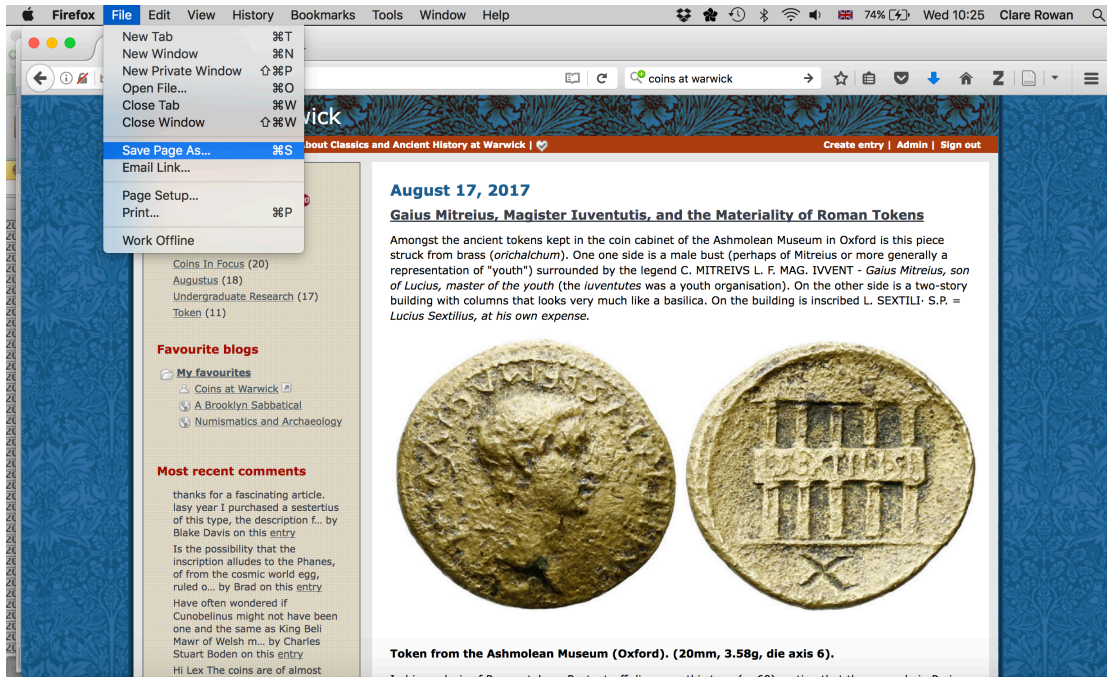 Firefox File Edit View History Bookmarks Tools Window Help 74% Wed 10:25 Clare Rowan
New Tab ⌘T
New Window ⌘N
New Private Window ⇧⌘P
Open File... ⌘O
Close Tab ⌘W
Close Window ⇧⌘W
Save Page As... ⌘S
Email Link...
Page Setup...
Print... ⌘P
Work Offline
coins at warwick
Z
wick
bout Classics and Ancient History at Warwick |
Create entry | Admin | Sign out
Coins In Focus (20)
Augustus (18)
Undergraduate Research (17)
Token (11)
Favourite blogs
My favourites
Coins at Warwick
A Brooklyn Sabbatical
Numismatics and Archaeology
Most recent comments
thanks for a fascinating article.
lasy year I purchased a sestertius
of this type, the description f... by
Blake Davis on this entry
Is the possibility that the
inscription alludes to the Phanes,
of from the cosmic world egg,
ruled o... by Brad on this entry
Have often wondered if
Cunobelinus might not have been
one and the same as King Beli
Mawr of Welsh m... by Charles
Stuart Boden on this entry
Hi Lex The coins are of almost
August 17, 2017
Gaius Mitreius, Magister Iuventutis, and the Materiality of Roman Tokens
Amongst the ancient tokens kept in the coin cabinet of the Ashmolean Museum in Oxford is this piece
struck from brass (orichalchum). One one side is a male bust (perhaps of Mitreius or more generally a
representation of "youth") surrounded by the legend C. MITREIVS L. F. MAG. IVVENT - Gaius Mitreius, son
of Lucius, master of the youth (the iuventutes was a youth organisation). On the other side is a two-story
building with columns that looks very much like a basilica. On the building is inscribed L. SEXTILI· S.P. =
Lucius Sextilius, at his own expense.
X
Token from the Ashmolean Museum (Oxford). (20mm, 3.58g, die axis 6).